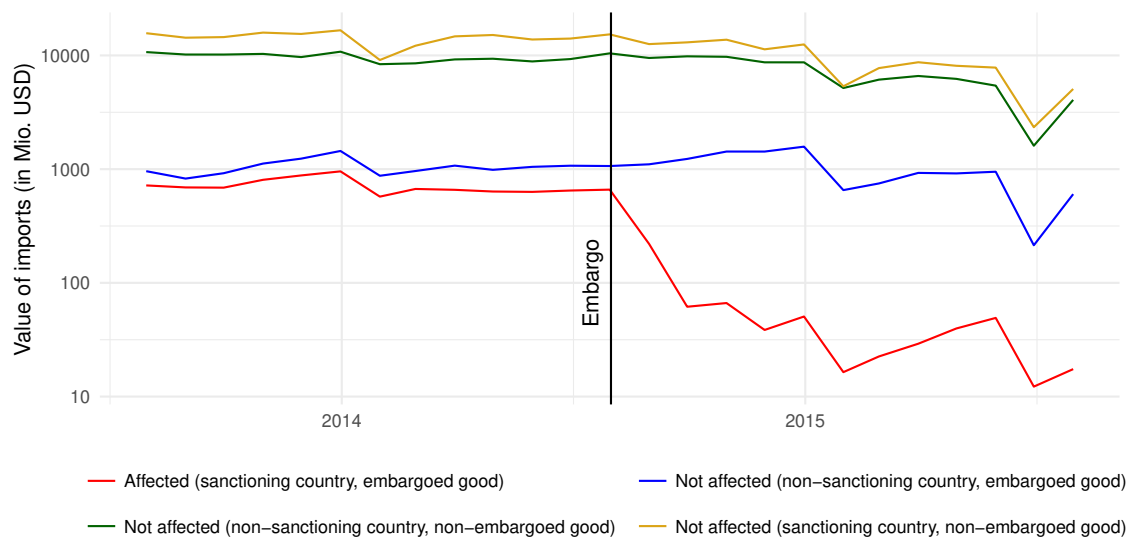 Value of imports (in Mio. USD)
10000
1000
100
10
Embargo
2014
2015
Affected (sanctioning country, embargoed good)
Not affected (non−sanctioning country, embargoed good)
Not affected (non−sanctioning country, non−embargoed good)
Not affected (sanctioning country, non−embargoed good)